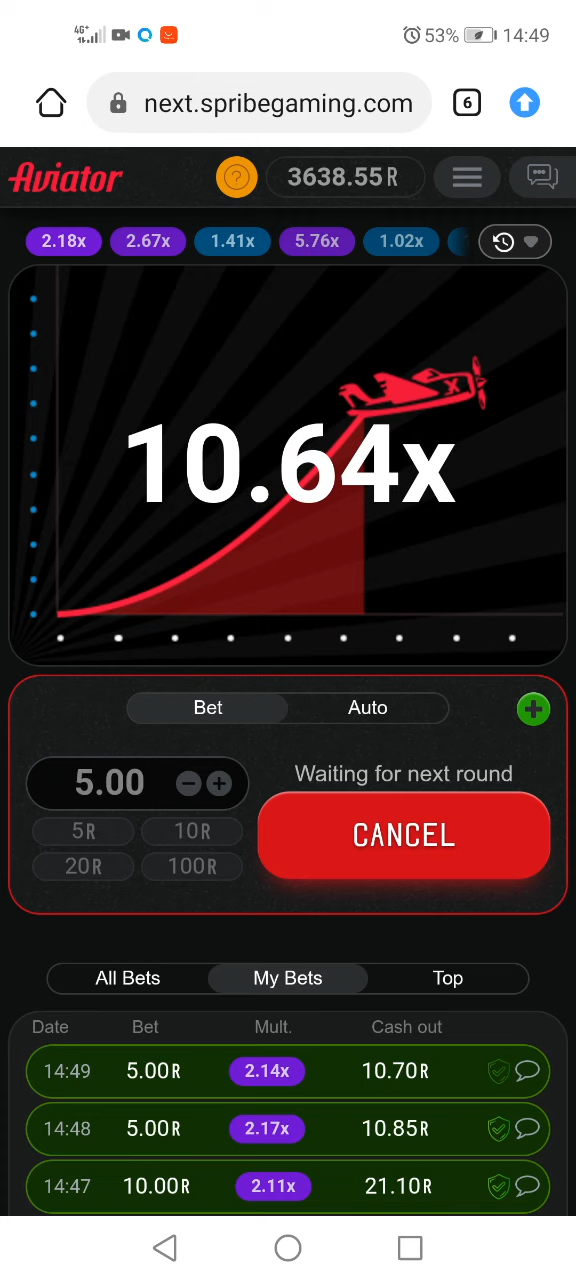 4G+ 53% 14:49
next.spribegaming.com 6
Aviator ? 3638.55 R
2.18x 2.67x 1.41x 5.76x 1.02x
X
10.64x
Bet Auto
5.00 Waiting for next round
5R 10R CANCEL
20R 100R
All Bets My Bets Top
Date Bet Mult. Cash out
14:49 5.00R 2.14x 10.70R
14:48 5.00R 2.17x 10.85R
14:47 10.00R 2.11x 21.10R